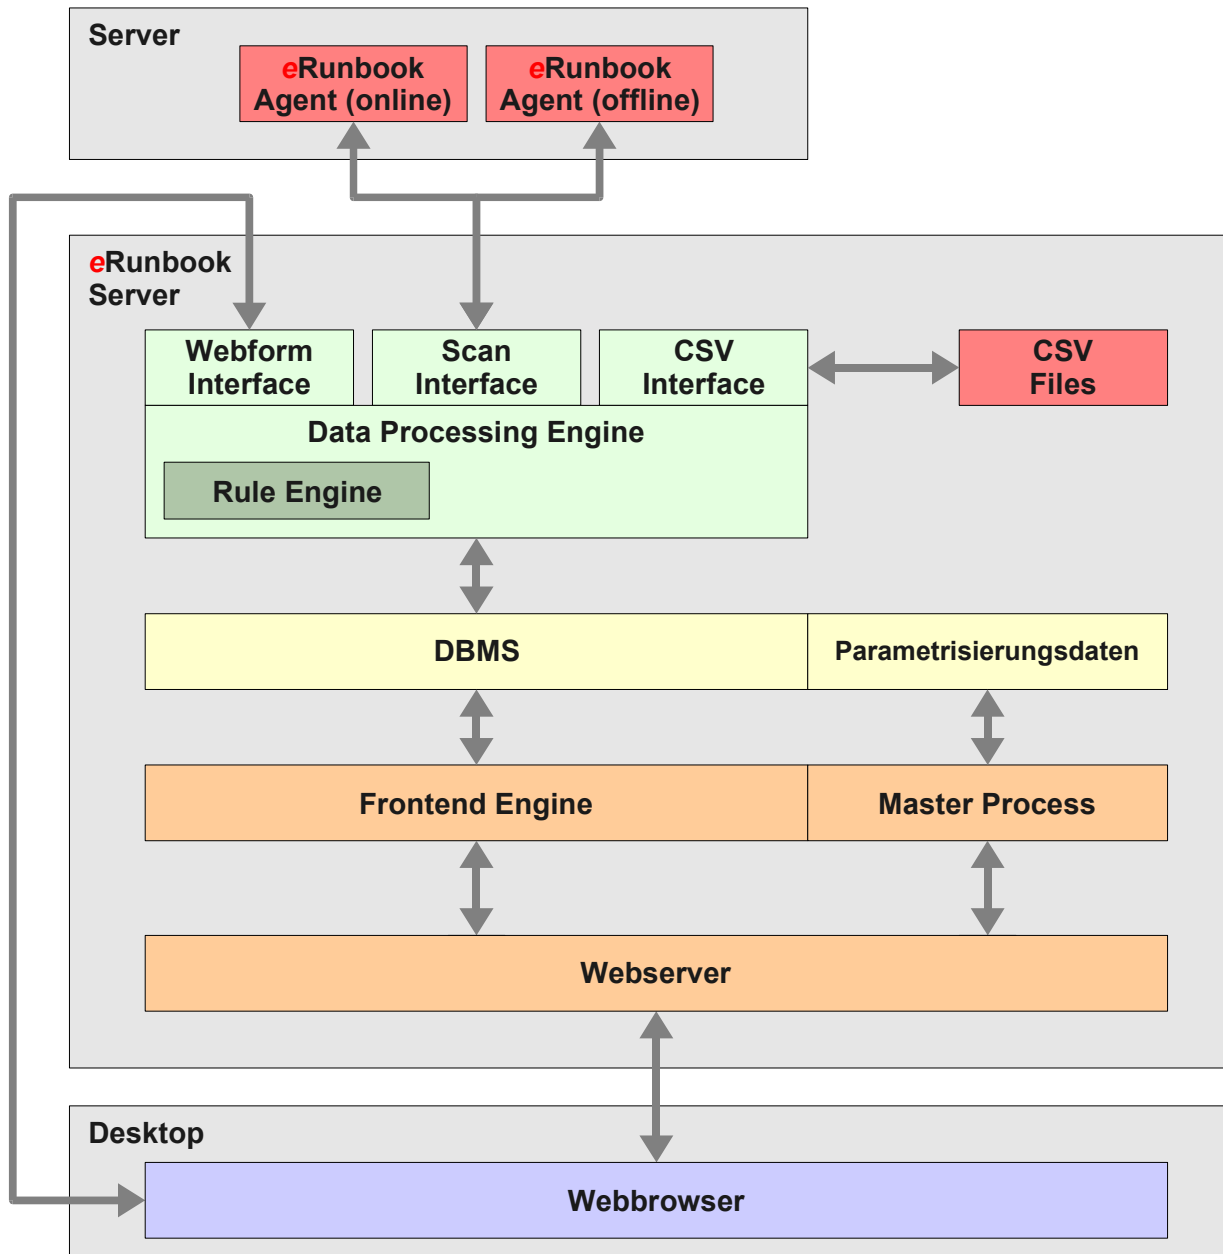 Server
eRunbook
Agent (online)
eRunbook
Agent (offline)
eRunbook
Server
Webform
Interface
Scan
Interface
CSV
Interface
CSV
Files
Data Processing Engine
Rule Engine
DBMS
Parametrisierungsdaten
Frontend Engine
Master Process
Webserver
Desktop
Webbrowser